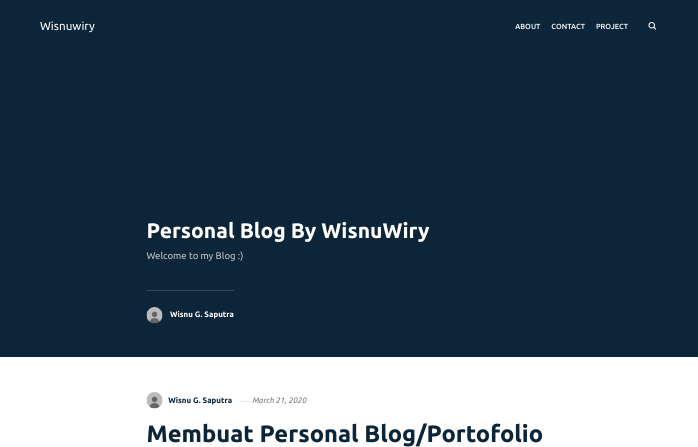 Wisnuwiry
ABOUT CONTACT PROJECT
Personal Blog By WisnuWiry
Welcome to my Blog :)
Wisnu G. Saputra
Wisnu G. Saputra — March 21, 2020
Membuat Personal Blog/Portofolio